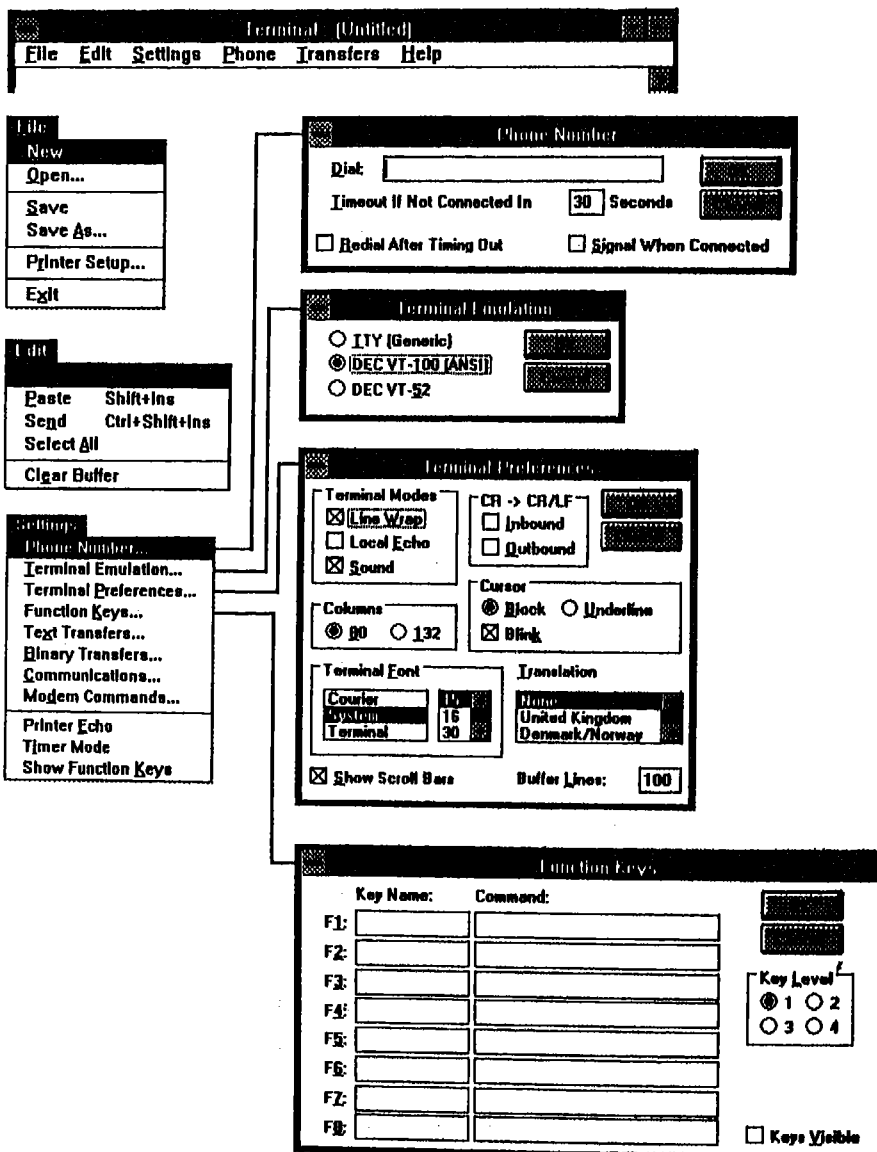 Terminal - (Untitled)
File Edit Settings Phone Transfers Help
File
New
Open...
Save
Save As...
Printer Setup...
Exit
Edit
Paste Shift+Ins
Send Ctrl+Shift+Ins
Select All
Clear Buffer
Settings
Phone Number...
Terminal Emulation...
Terminal Preferences...
Function Keys...
Text Transfers...
Binary Transfers...
Communications...
Modem Commands...
Printer Echo
Timer Mode
Show Function Keys
Phone Number
Dial:
Timeout If Not Connected In 30 Seconds
Redial After Timing Out Signal When Connected
Terminal Emulation
TTY (Generic)
DEC VT-100 (ANSI)
DEC VT-52
Terminal Preferences
Terminal Modes
Line Wrap
Local Echo
Sound
CR -> CR/LF
Inbound
Outbound
Columns
80 132
Cursor
Block Underline
Blink
Terminal Font
Courier
System 16
Terminal 30
Translation
None
United Kingdom
Denmark/Norway
Show Scroll Bars Buffer Lines: 100
Function Keys
Key Name: Command:
F1:
F2:
F3:
F4:
F5:
F6:
F7:
F8:
Key Level
1 2
3 4
Keys Visible